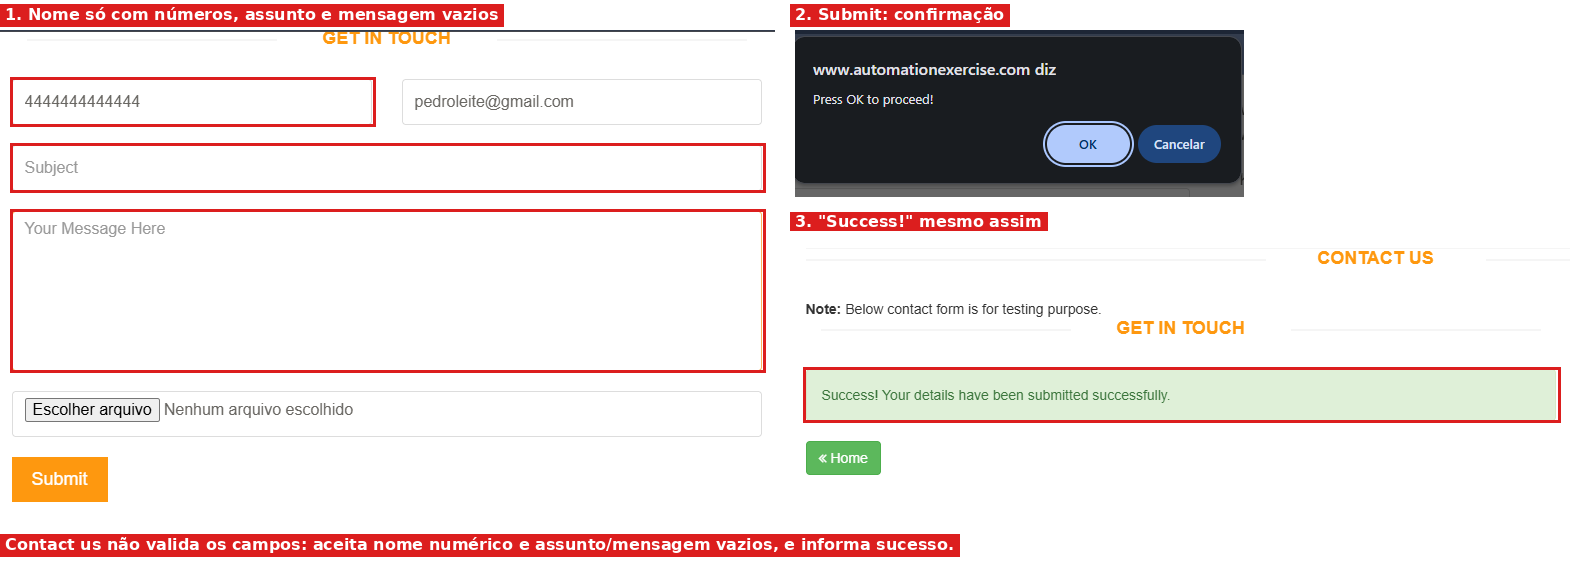 1. Nome só com números, assunto e mensagem vazios
GET IN TOUCH
4444444444444
pedroleite@gmail.com
Subject
Your Message Here
Escolher arquivo Nenhum arquivo escolhido
Submit
2. Submit: confirmação
www.automationexercise.com diz
Press OK to proceed!
OK
Cancelar
3. "Success!" mesmo assim
CONTACT US
Note: Below contact form is for testing purpose.
GET IN TOUCH
Success! Your details have been submitted successfully.
« Home
Contact us não valida os campos: aceita nome numérico e assunto/mensagem vazios, e informa sucesso.